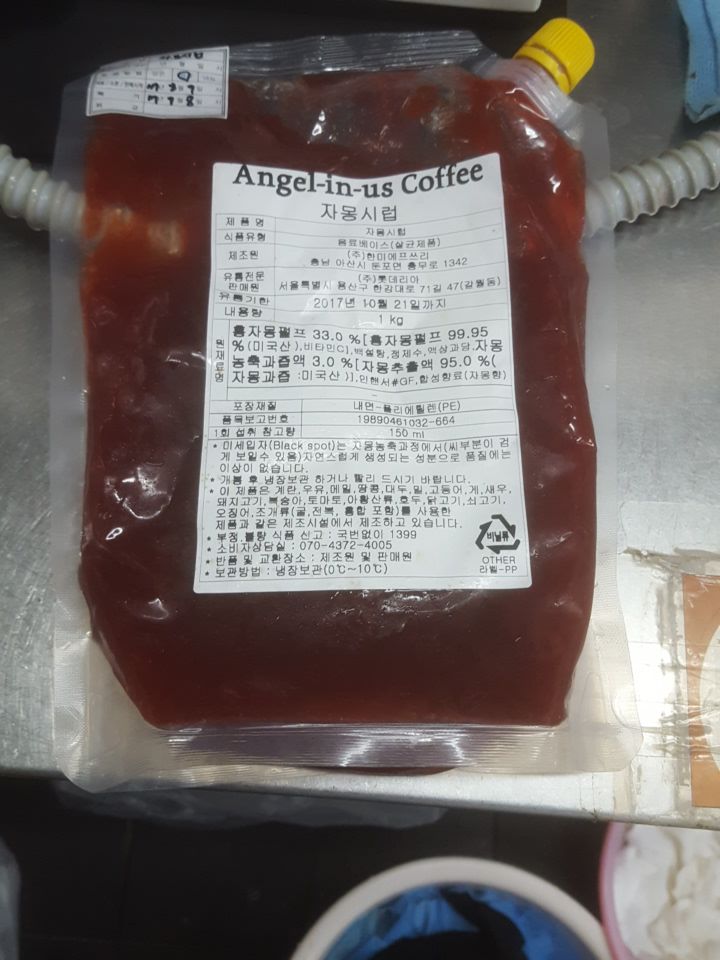 Angel-in-us Coffee
자몽시럽
제 품 명 자몽시럽
식품유형 음료베이스(살균제품)
제조원 (주)한미에프쓰리
충남 아산시 둔포면 충무로 1342
유통전문 판매원 (주)롯데리아
서울특별시 용산구 한강대로 71길 47(갈월동)
유통기한 2017년 10월 21일까지
내용량 1 kg
원재료명 홍자몽펄프 33.0 %[홍자몽펄프 99.95
%(미국산),비타민C],백설탕,정제수,액상과당,자몽
농축과즙액 3.0 %[자몽추출액 95.0 %(
자몽과즙 :미국산)],인핸서#GF,합성향료(자몽향)
포장재질 내면-폴리에틸렌(PE)
품목보고번호 19890461032-664
1회 섭취 참고량 150 ml
* 미세입자(Black spot)는 자몽농축과정에서(씨부분이 검
게 보일수 있음)자연스럽게 생성되는 성분으로 품질에는
이상이 없습니다.
* 개봉 후 냉장보관 하거나 빨리 드시기 바랍니다.
* 이 제품은 계란,우유,메밀,땅콩,대두,밀,고등어,게,새우,
돼지고기,복숭아,토마토,아황산류,호두,닭고기,쇠고기,
오징어,조개류(굴,전복, 홍합 포함)를 사용한
제품과 같은 제조시설에서 제조하고 있습니다.
* 부정,불량 식품 신고 : 국번없이 1399
* 소비자상담실 : 070-4372-4005
* 반품 및 교환장소 : 제조원 및 판매원
* 보관방법 : 냉장보관(0℃~10℃)
비닐류
OTHER
라벨-PP